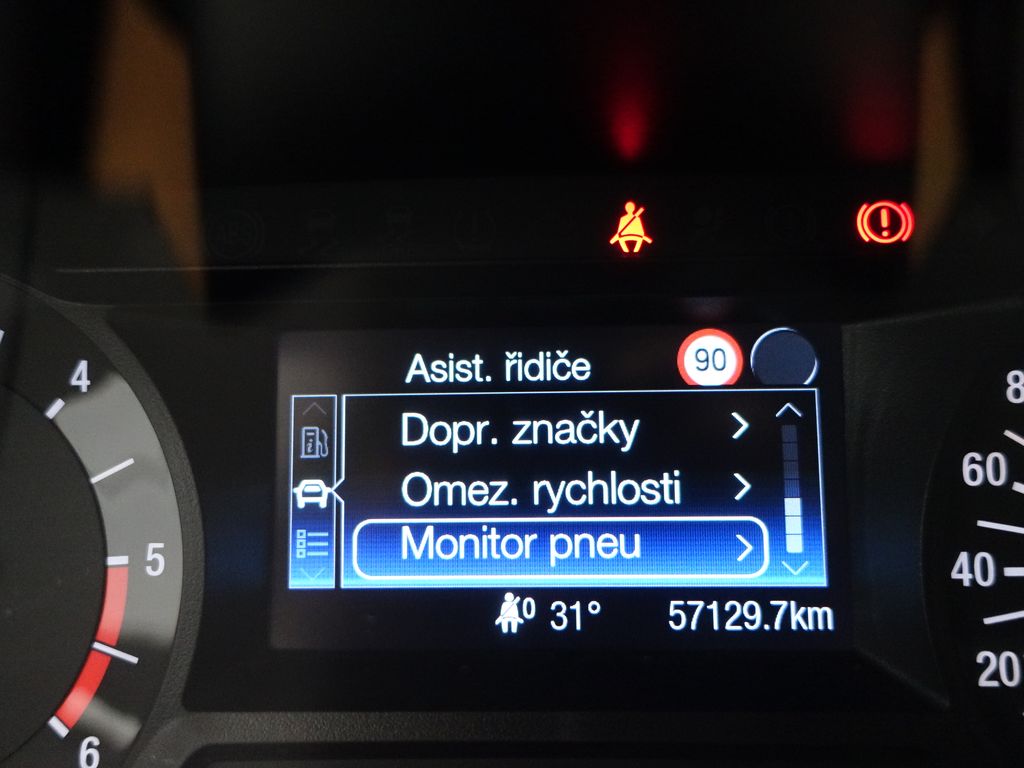 Asist. řidiče
90
Dopr. značky
Omez. rychlosti
Monitor pneu
0 31° 57129.7km
4
5
6
60
40
20